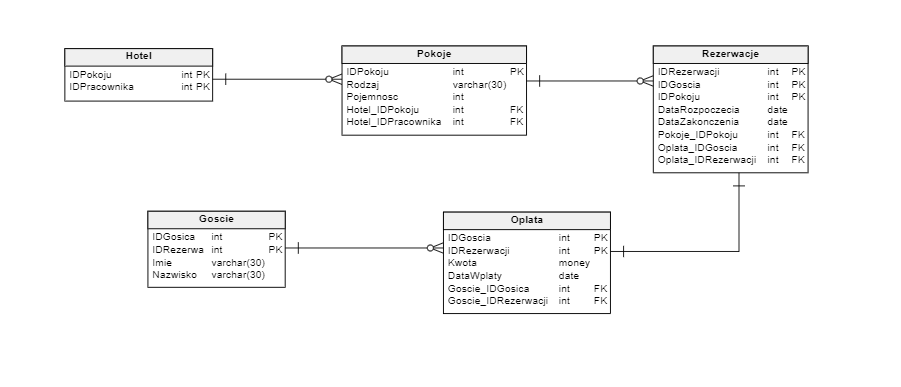 Hotel
IDPokoju int PK
IDPracownika int PK
Pokoje
IDPokoju int PK
Rodzaj varchar(30)
Pojemnosc int
Hotel_IDPokoju int FK
Hotel_IDPracownika int FK
Rezerwacje
IDRezerwacji int PK
IDGoscia int PK
IDPokoju int PK
DataRozpoczecia date
DataZakonczenia date
Pokoje_IDPokoju int FK
Oplata_IDGoscia int FK
Oplata_IDRezerwacji int FK
Goscie
IDGosica int PK
IDRezerwa int PK
Imie varchar(30)
Nazwisko varchar(30)
Oplata
IDGoscia int PK
IDRezerwacji int PK
Kwota money
DataWplaty date
Goscie_IDGosica int FK
Goscie_IDRezerwacji int FK